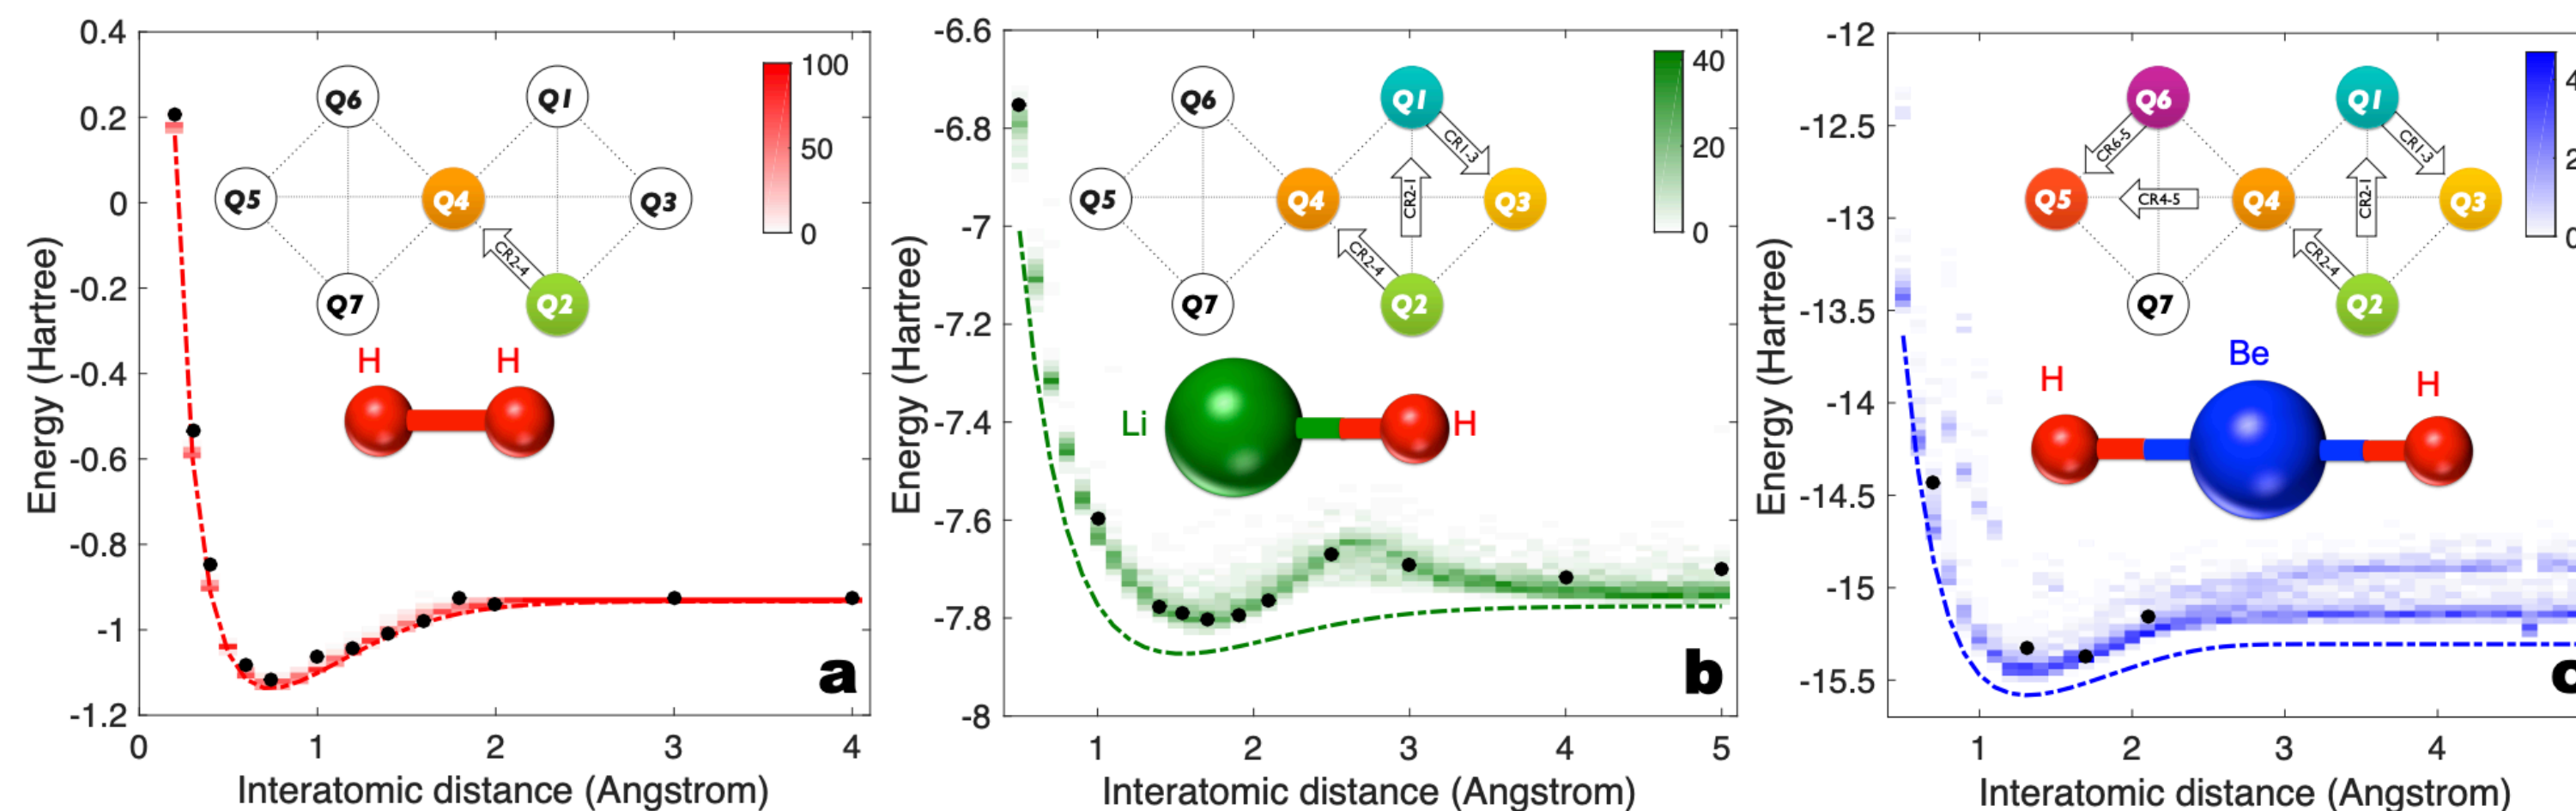 0.4
0.2
0
-0.2
-0.4
-0.6
-0.8
-1
-1.2
Energy (Hartree)
0 1 2 3 4
Interatomic distance (Angstrom)
Q6 Q1
Q5 Q4 Q3
CR2-4
Q7 Q2
H H
100
50
0
a
-6.6
-6.8
-7
-7.2
-7.4
-7.6
-7.8
-8
Energy (Hartree)
1 2 3 4 5
Interatomic distance (Angstrom)
Q6 Q1
CR1-3
Q5 Q4 CR2-1 Q3
CR2-4
Q7 Q2
Li H
40
20
0
b
-12
-12.5
-13
-13.5
-14
-14.5
-15
-15.5
Energy (Hartree)
1 2 3 4
Interatomic distance (Angstrom)
Q6 Q1
CR6-5 CR1-3
Q5 CR4-5 Q4 CR2-1 Q3
CR2-4
Q7 Q2
H Be H